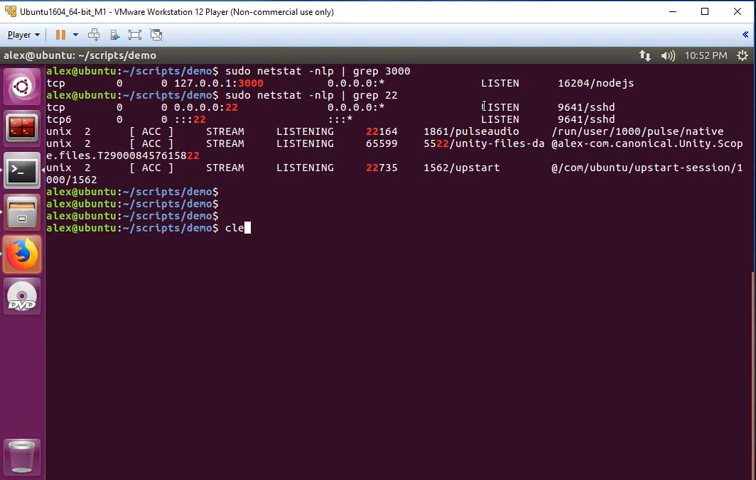 Ubuntu1604_64-bit_M1 - VMware Workstation 12 Player (Non-commercial use only)
Player
alex@ubuntu: ~/scripts/demo
alex@ubuntu:~/scripts/demo$ sudo netstat -nlp | grep 3000
tcp 0 0 127.0.0.1:3000 0.0.0.0:* LISTEN 16204/nodejs
alex@ubuntu:~/scripts/demo$ sudo netstat -nlp | grep 22
tcp 0 0 0.0.0.0:22 0.0.0.0:* LISTEN 9641/sshd
tcp6 0 0 :::22 :::* LISTEN 9641/sshd
unix 2 [ ACC ] STREAM LISTENING 22164 1861/pulseaudio /run/user/1000/pulse/native
unix 2 [ ACC ] STREAM LISTENING 65599 5522/unity-files-da @alex-com.canonical.Unity.Scop
e.files.T290008457615822
unix 2 [ ACC ] STREAM LISTENING 22735 1562/upstart @/com/ubuntu/upstart-session/1
000/1562
alex@ubuntu:~/scripts/demo$
alex@ubuntu:~/scripts/demo$
alex@ubuntu:~/scripts/demo$
alex@ubuntu:~/scripts/demo$ cle
DVD